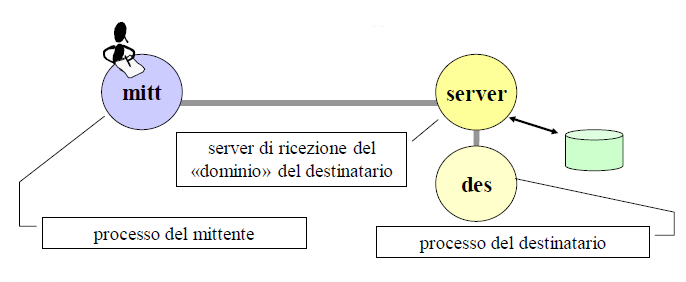 mitt
server
server di ricezione del
«dominio» del destinatario
des
processo del mittente
processo del destinatario